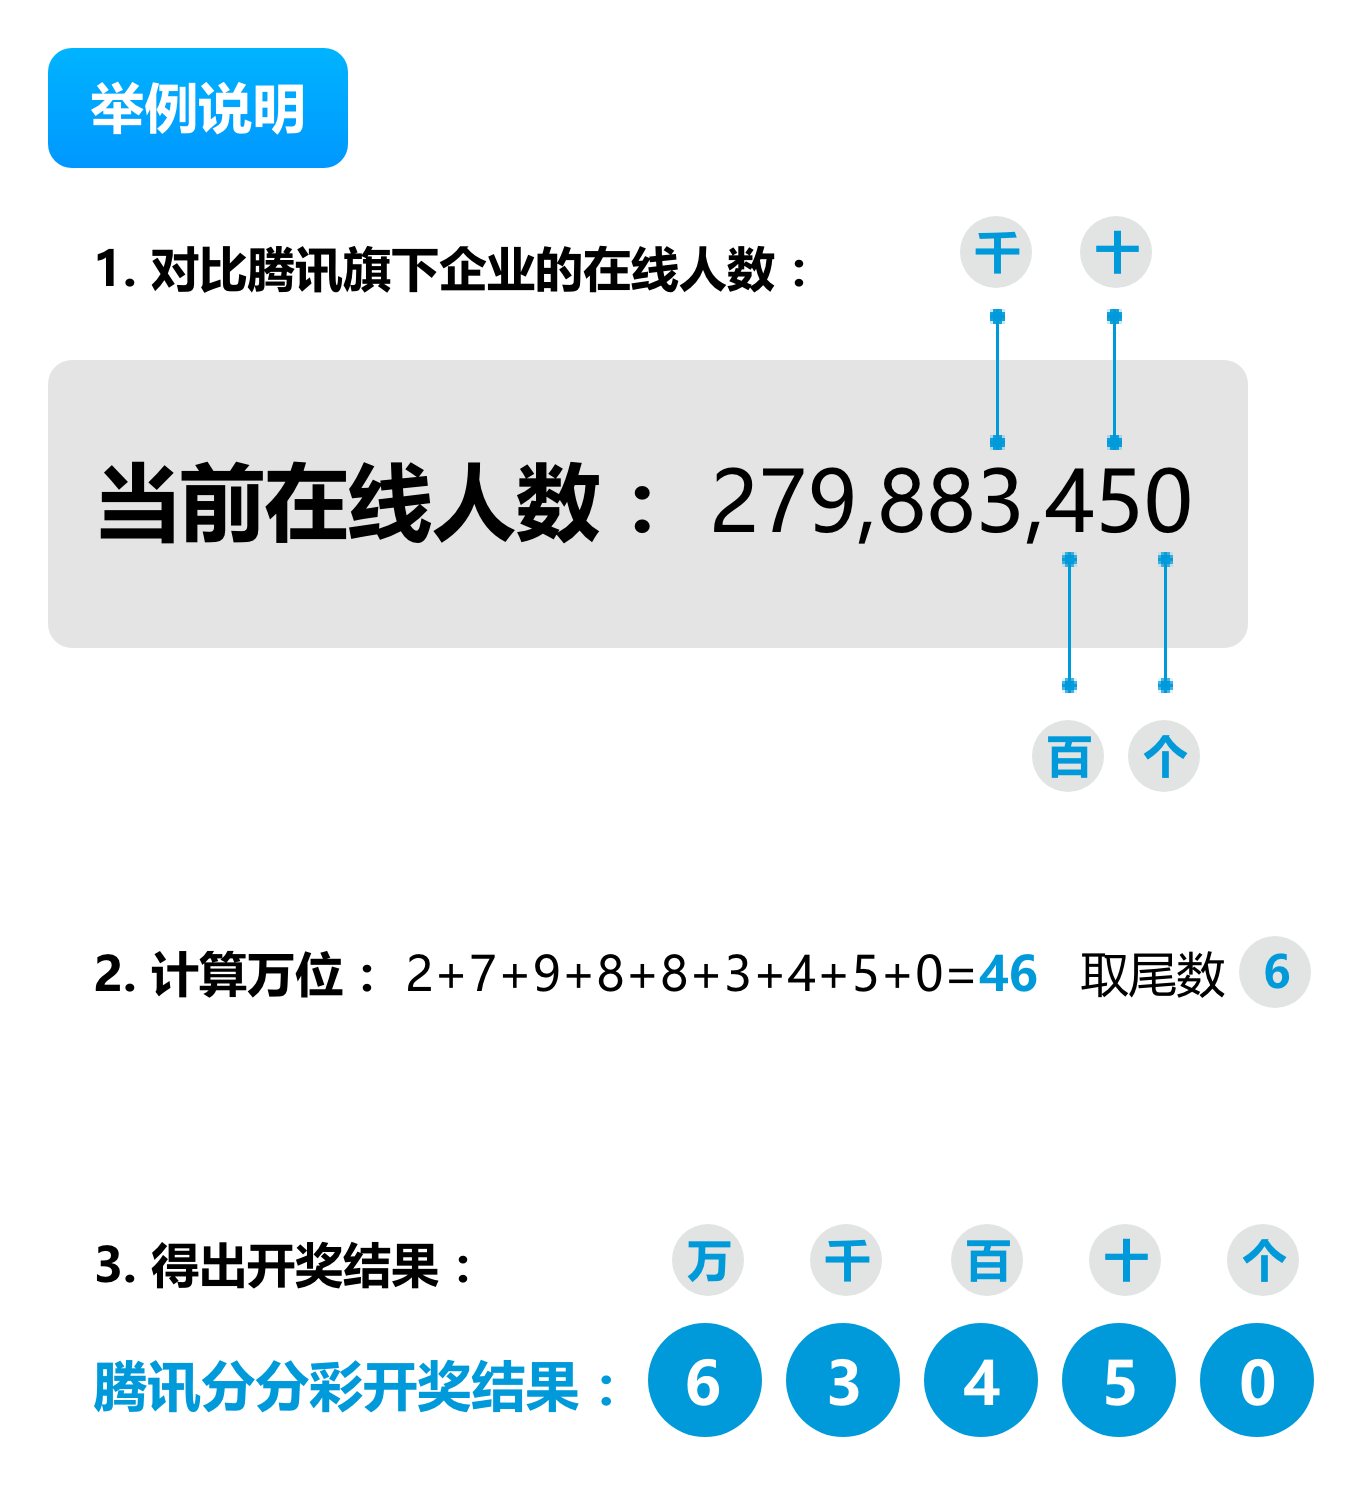 举例说明
1. 对比腾讯旗下企业的在线人数：
千 十
当前在线人数： 279,883,450
百 个
2. 计算万位： 2+7+9+8+8+3+4+5+0=46 取尾数 6
3. 得出开奖结果： 万 千 百 十 个
腾讯分分彩开奖结果： 6 3 4 5 0